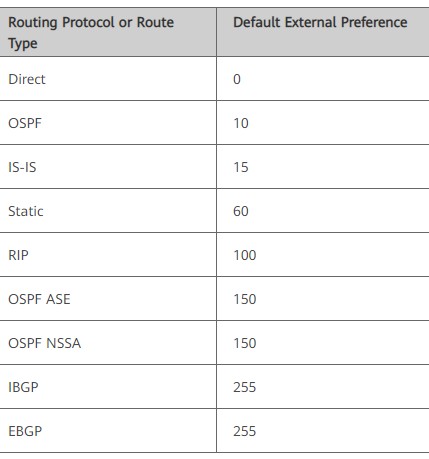 Routing Protocol or Route Default External Preference
Type
Direct 0
OSPF 10
IS-IS 15
Static 60
RIP 100
OSPF ASE 150
OSPF NSSA 150
IBGP 255
EBGP 255